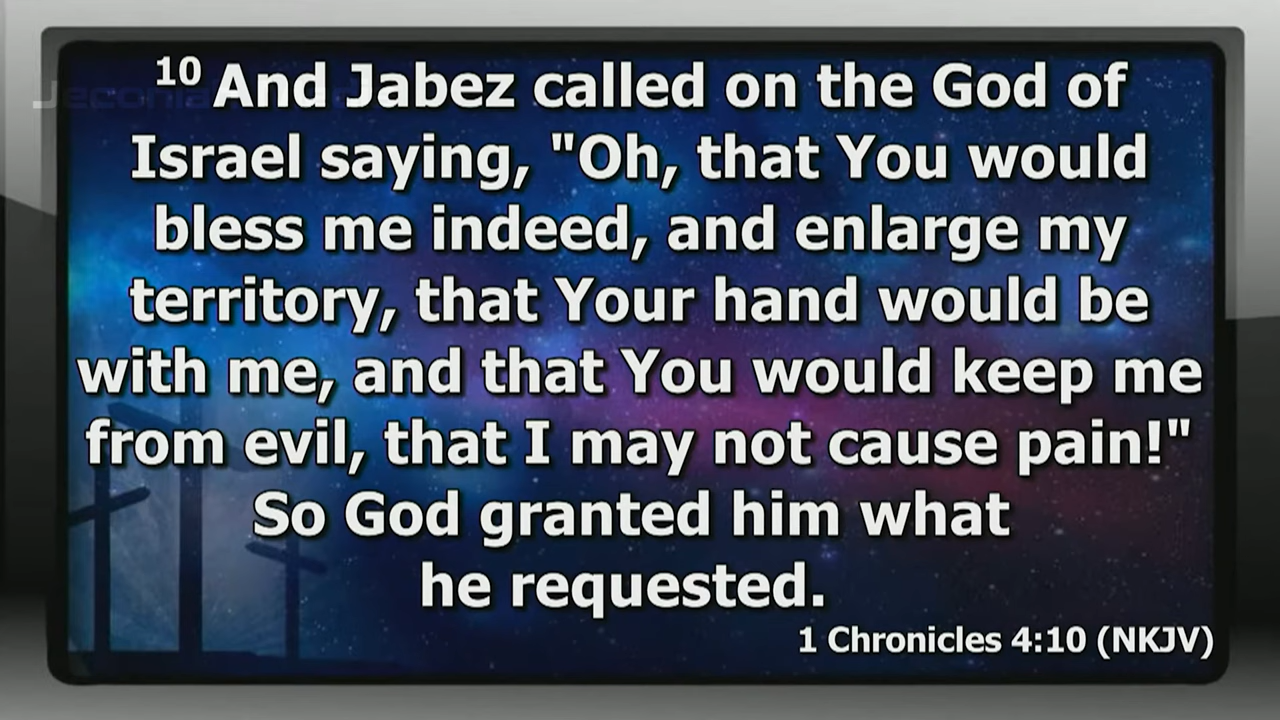 10 And Jabez called on the God of
Israel saying, "Oh, that You would
bless me indeed, and enlarge my
territory, that Your hand would be
with me, and that You would keep me
from evil, that I may not cause pain!"
So God granted him what
he requested.
1 Chronicles 4:10 (NKJV)